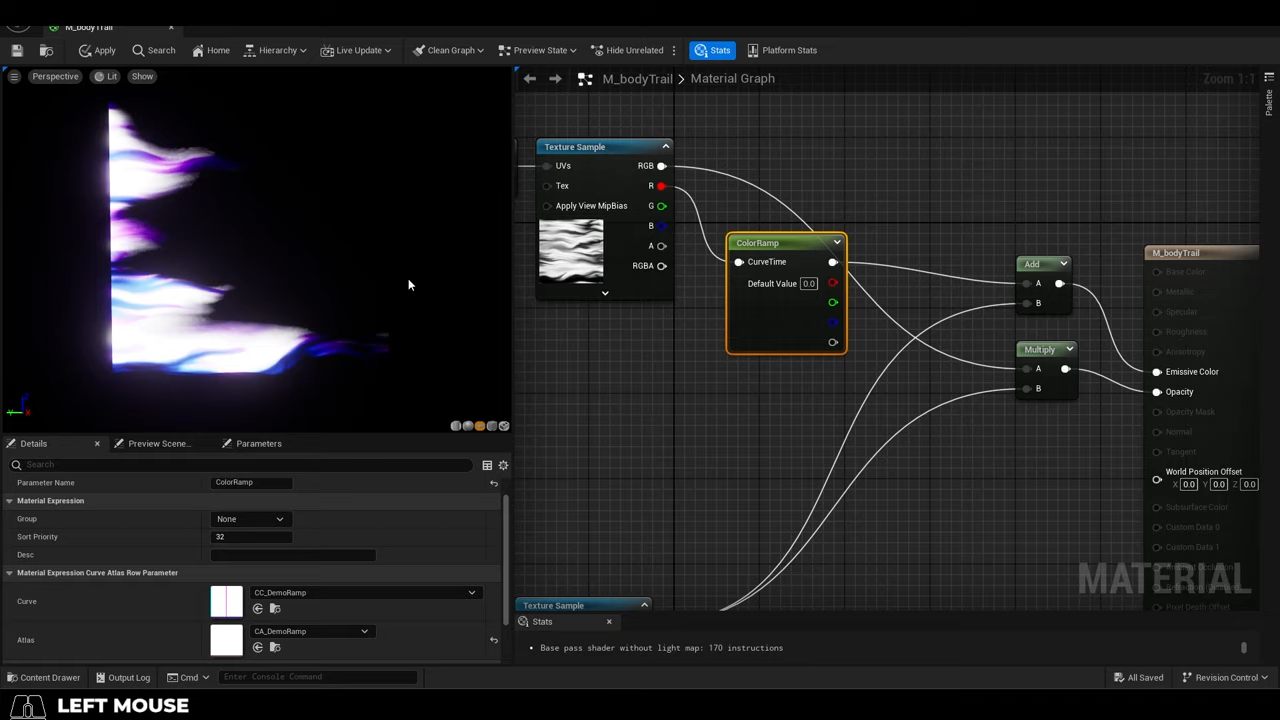 M_bodyTrail
Apply
Search
Home
Hierarchy
Live Update
Clean Graph
Preview State
Hide Unrelated
Stats
Platform Stats
Perspective
Lit
Show
M_bodyTrail > Material Graph
Zoom 1:1
Palette
Texture Sample
UVs
RGB
Tex
R
Apply View MipBias
G
B
A
RGBA
ColorRamp
CurveTime
Default Value 0.0
Add
A
B
Multiply
A
B
M_bodyTrail
Base Color
Metallic
Specular
Roughness
Anisotropy
Emissive Color
Opacity
Opacity Mask
Normal
Tangent
World Position Offset
X 0.0 Y 0.0 Z 0.0
Subsurface Color
Custom Data 0
Custom Data 1
Pixel Depth Offset
MATERIAL
Texture Sample
Details
Preview Scene...
Parameters
Search
Parameter Name
ColorRamp
Material Expression
Group
None
Sort Priority
32
Desc
Material Expression Curve Atlas Row Parameter
Curve
CC_DemoRamp
Atlas
CA_DemoRamp
Stats
Base pass shader without light map: 170 instructions
Content Drawer
Output Log
Cmd
Enter Console Command
All Saved
Revision Control
LEFT MOUSE